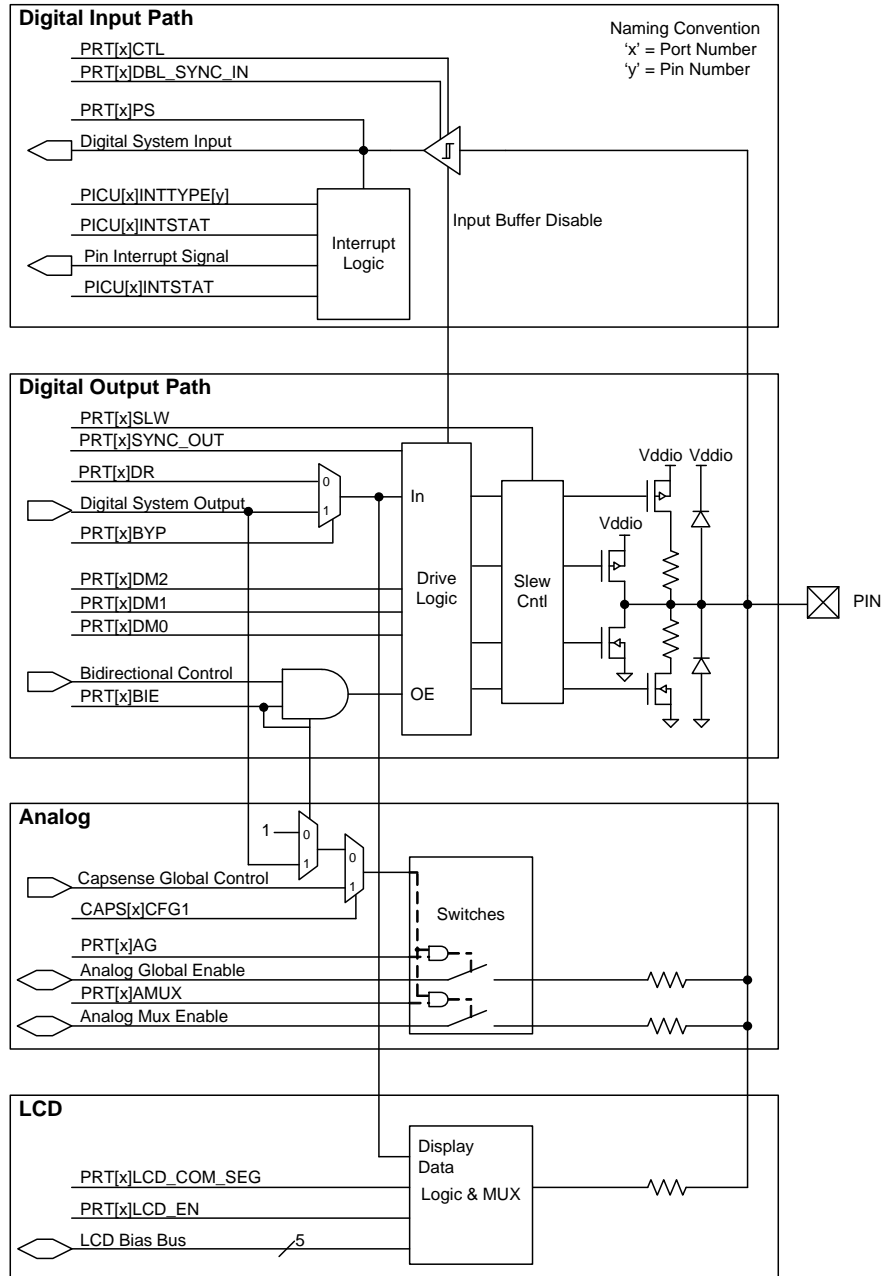 Digital Input Path
Naming Convention
'x' = Port Number
'y' = Pin Number
PRT[x]CTL
PRT[x]DBL_SYNC_IN
PRT[x]PS
Digital System Input
PICU[x]INTTYPE[y]
PICU[x]INTSTAT
Pin Interrupt Signal
PICU[x]INTSTAT
Interrupt
Logic
Input Buffer Disable
Digital Output Path
PRT[x]SLW
PRT[x]SYNC_OUT
PRT[x]DR
Digital System Output
PRT[x]BYP
0
1
In
PRT[x]DM2
PRT[x]DM1
PRT[x]DM0
Bidirectional Control
PRT[x]BIE
Drive
Logic
OE
Slew
Cntl
Vddio
Vddio
Vddio
PIN
Analog
1
0
1
0
1
Capsense Global Control
CAPS[x]CFG1
Switches
PRT[x]AG
Analog Global Enable
PRT[x]AMUX
Analog Mux Enable
LCD
Display
Data
Logic & MUX
PRT[x]LCD_COM_SEG
PRT[x]LCD_EN
LCD Bias Bus
5